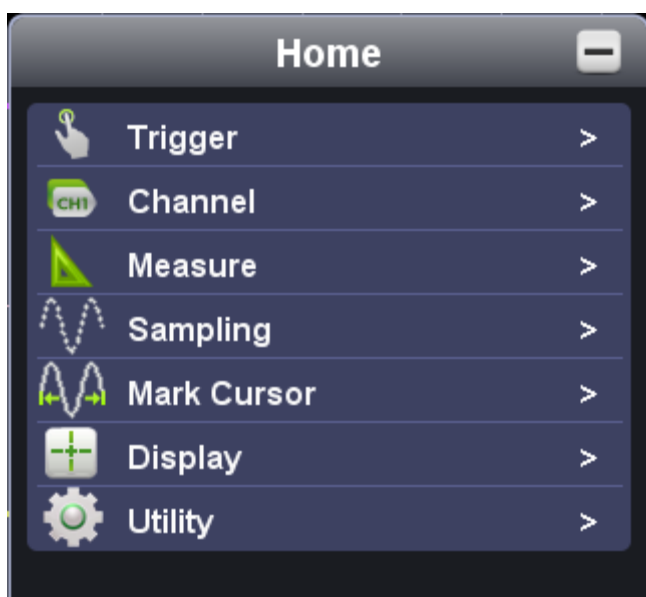 Home
Trigger >
CH1 Channel >
Measure >
Sampling >
Mark Cursor >
Display >
Utility >